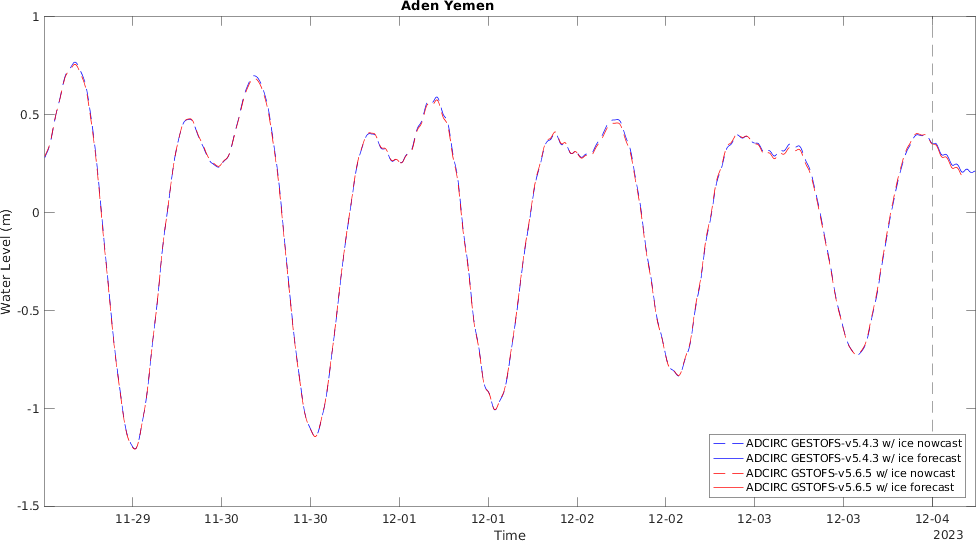 Aden Yemen
1
0.5
0
-0.5
-1
-1.5
Water Level (m)
ADCIRC GESTOFS-v5.4.3 w/ ice nowcast
ADCIRC GESTOFS-v5.4.3 w/ ice forecast
ADCIRC GSTOFS-v5.6.5 w/ ice nowcast
ADCIRC GSTOFS-v5.6.5 w/ ice forecast
11-29 11-30 11-30 12-01 12-01 12-02 12-02 12-03 12-03 12-04
Time
2023